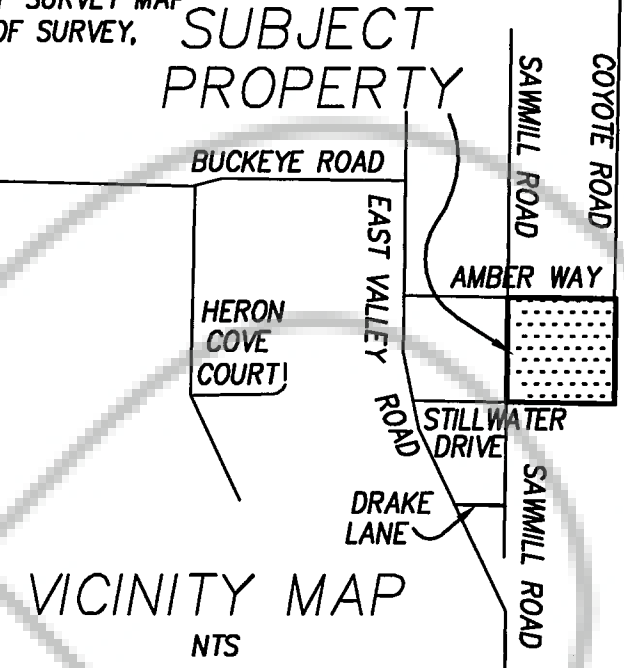 SURVEY MAP
OF SURVEY,
SUBJECT
PROPERTY
BUCKEYE ROAD
SAWMILL ROAD
COYOTE ROAD
EAST VALLEY ROAD
AMBER WAY
HERON
COVE
COURT
STILLWATER
DRIVE
DRAKE
LANE
SAWMILL ROAD
VICINITY MAP
NTS